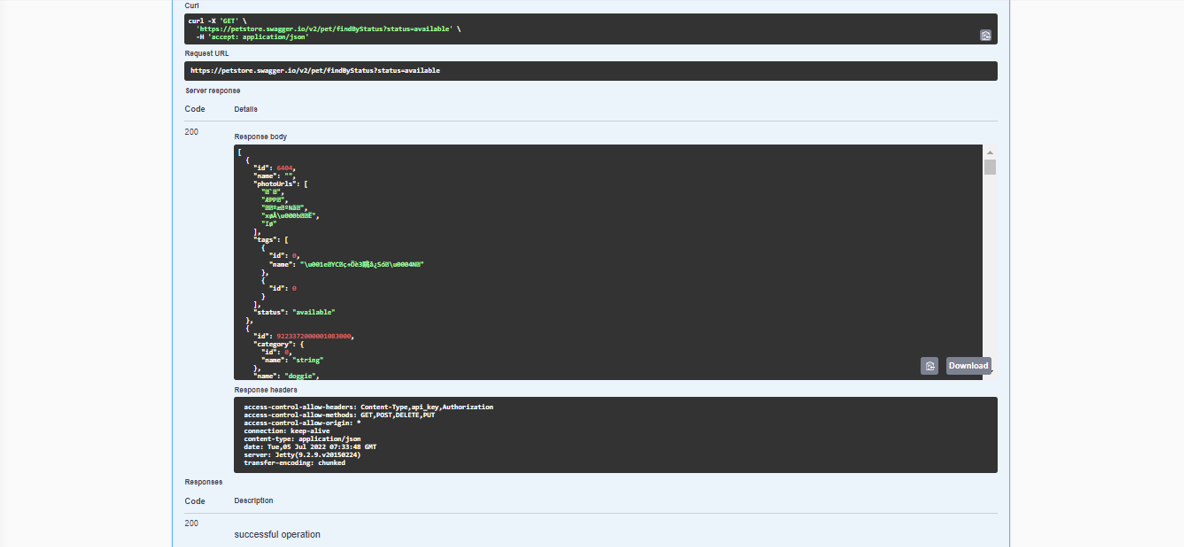 Curl
curl -X 'GET' \
'https://petstore.swagger.io/v2/pet/findByStatus?status=available' \
-H 'accept: application/json'
Request URL
https://petstore.swagger.io/v2/pet/findByStatus?status=available
Server response
Code Details
200
Response body
[
{
"id": 6404,
"name": "",
"photoUrls": [
],
"tags": [
{
"id": 0,
"name":
},
{
"id": 0
}
],
"status": "available"
},
{
"id": 9223372000001083000,
"category": {
"id": 0,
"name": "string"
},
"name": "doggie",
Download
Response headers
access-control-allow-headers: Content-Type,api_key,Authorization
access-control-allow-methods: GET,POST,DELETE,PUT
access-control-allow-origin: *
connection: keep-alive
content-type: application/json
date: Tue,05 Jul 2022 07:33:48 GMT
server: Jetty(9.2.9.v20150224)
transfer-encoding: chunked
Responses
Code Description
200
successful operation